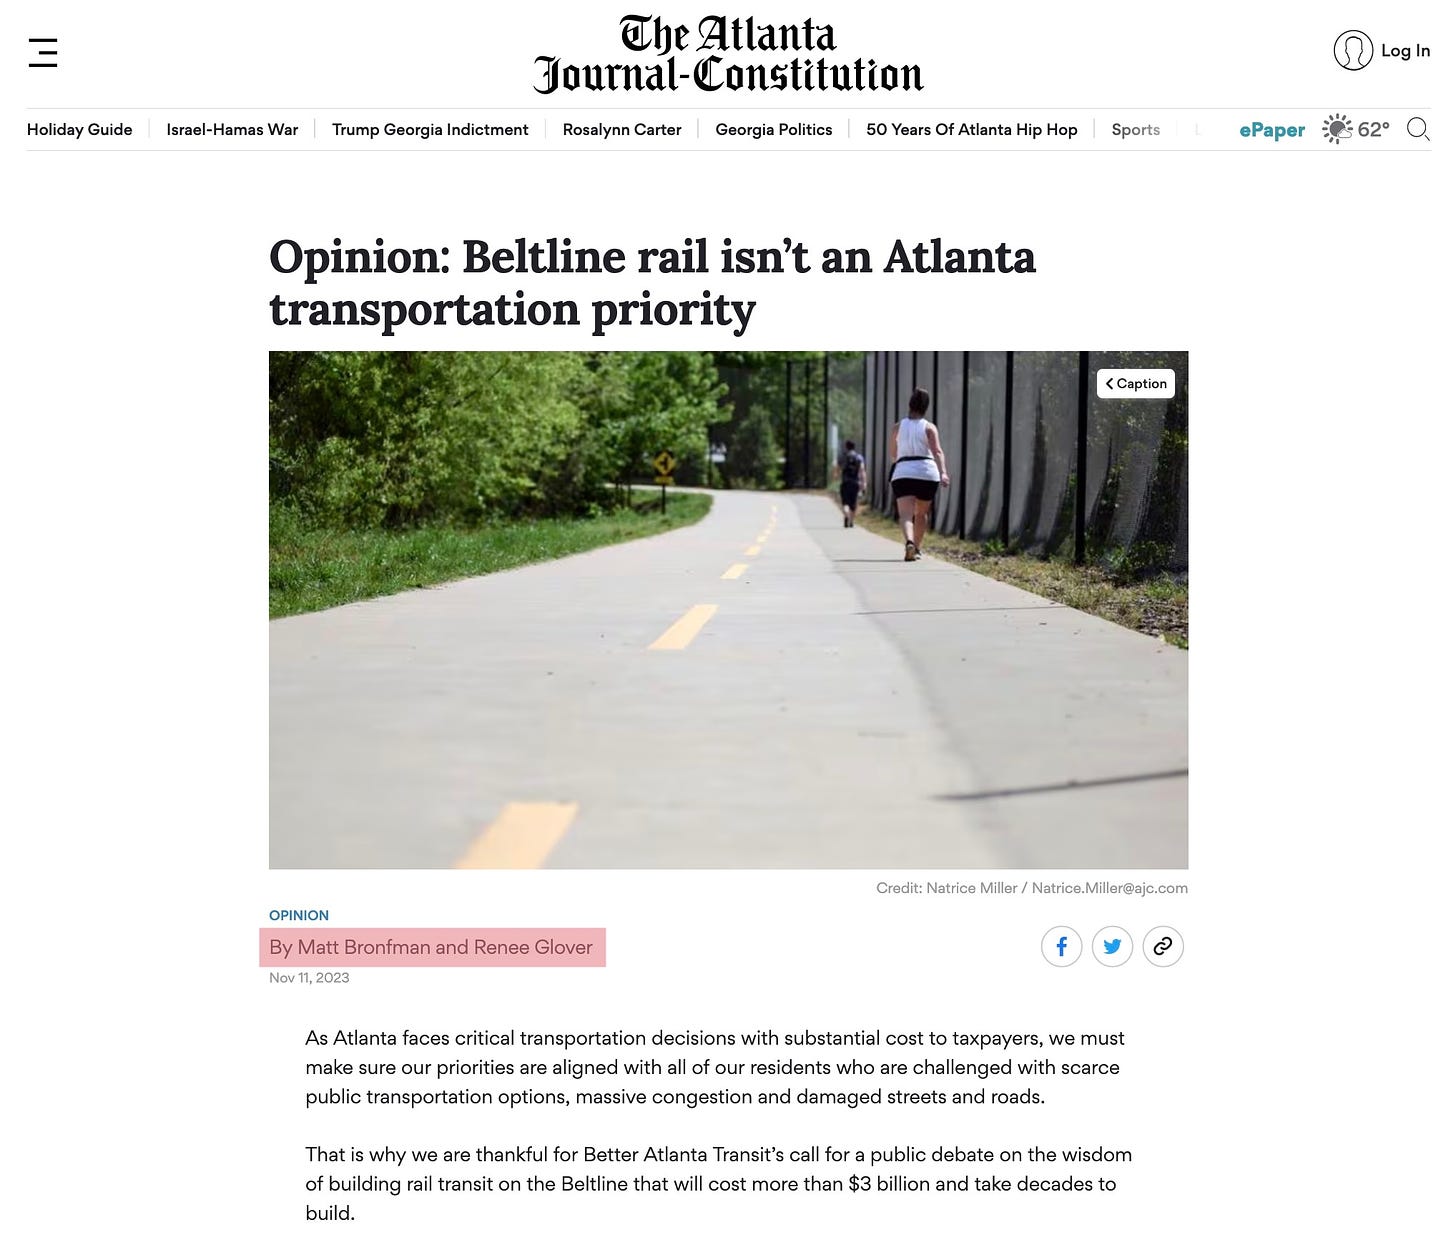 The Atlanta
Journal-Constitution
Log In
Holiday Guide
Israel-Hamas War
Trump Georgia Indictment
Rosalynn Carter
Georgia Politics
50 Years Of Atlanta Hip Hop
Sports
L
ePaper
62°
Opinion: Beltline rail isn’t an Atlanta
transportation priority
Caption
Credit: Natrice Miller / Natrice.Miller@ajc.com
OPINION
By Matt Bronfman and Renee Glover
Nov 11, 2023
As Atlanta faces critical transportation decisions with substantial cost to taxpayers, we must
make sure our priorities are aligned with all of our residents who are challenged with scarce
public transportation options, massive congestion and damaged streets and roads.
That is why we are thankful for Better Atlanta Transit’s call for a public debate on the wisdom
of building rail transit on the Beltline that will cost more than $3 billion and take decades to
build.